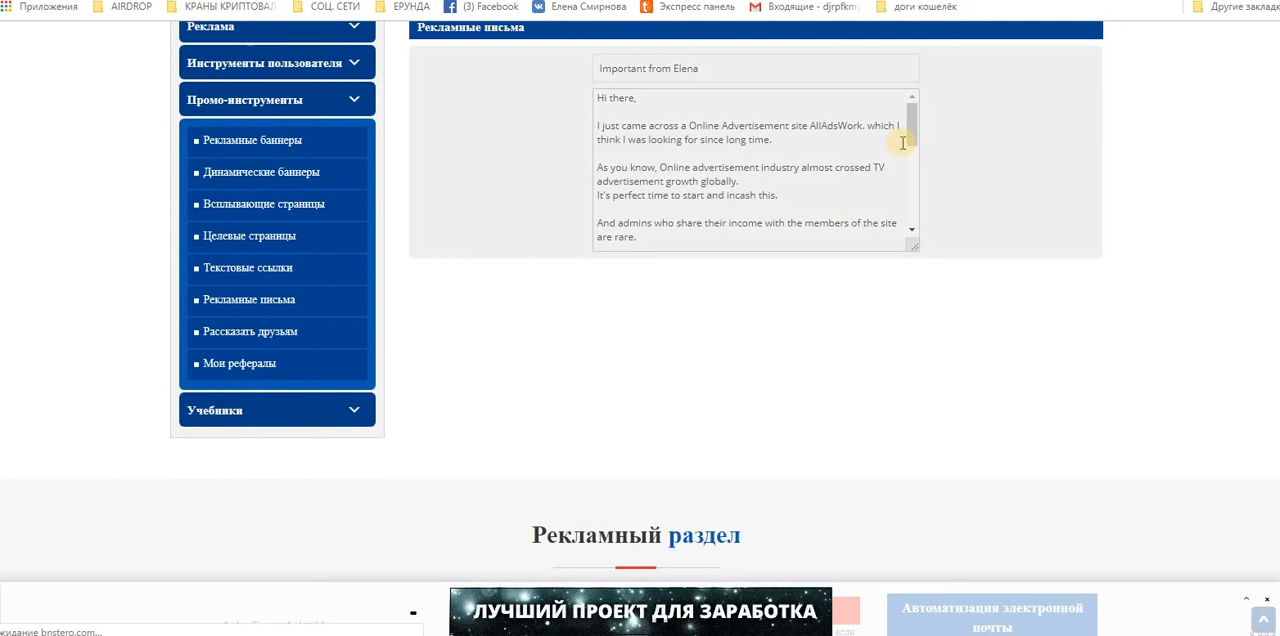 Приложения
AIRDROP
КРАНЫ КРИПТОВАЛ
СОЦ. СЕТИ
ЕРУНДА
(3) Facebook
Елена Смирнова
Экспресс панель
Входящие - djrpfkm
доги кошелёк
Другие заклад
Реклама
Инструменты пользователя
Промо-инструменты
Рекламные баннеры
Динамические баннеры
Всплывающие страницы
Целевые страницы
Текстовые ссылки
Рекламные письма
Рассказать друзьям
Мои рефералы
Учебники
Рекламные письма
Important from Elena
Hi there,
I just came across a Online Advertisement site AllAdsWork. which I
think I was looking for since long time.
As you know, Online advertisement industry almost crossed TV
advertisement growth globally.
It's perfect time to start and incash this.
And admins who share their income with the members of the site
are rare.
Рекламный раздел
ЛУЧШИЙ ПРОЕКТ ДЛЯ ЗАРАБОТКА
Автоматизация электронной
почты
жидание bnstero.com...